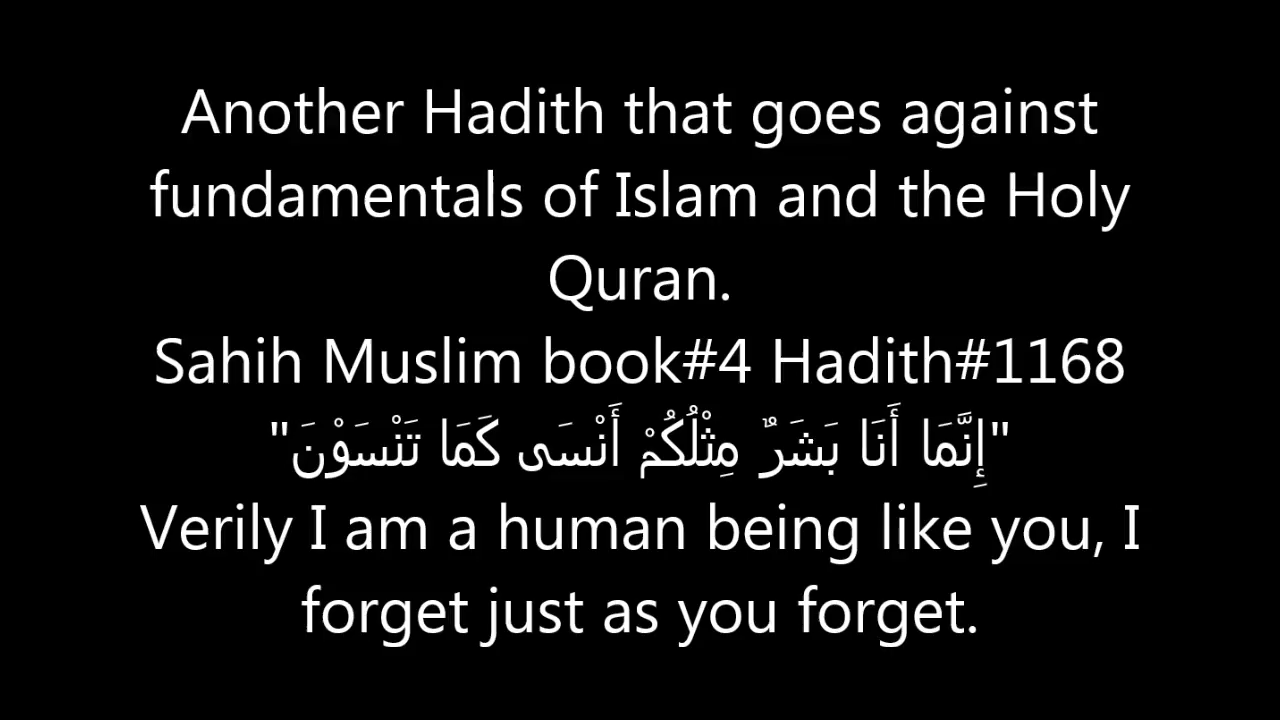 Another Hadith that goes against
fundamentals of Islam and the Holy
Quran.
Sahih Muslim book#4 Hadith#1168
"إِنَّمَا أَنَا بَشَرٌ مِثْلُكُمْ أَنْسَى كَمَا تَنْسَوْنَ"
Verily I am a human being like you, I
forget just as you forget.